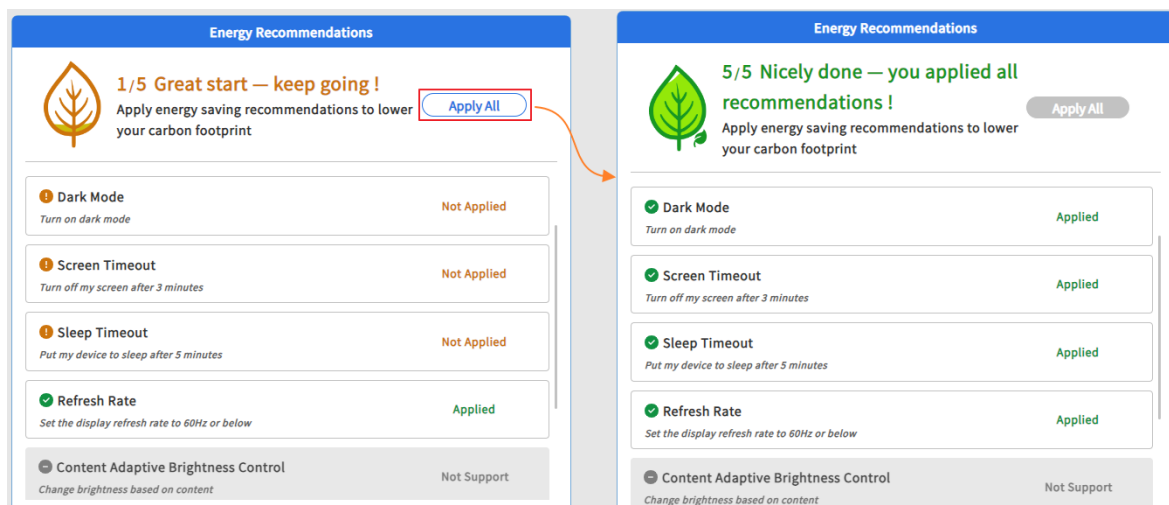 Energy Recommendations
1/5 Great start — keep going !
Apply energy saving recommendations to lower
your carbon footprint
Apply All
Dark Mode
Turn on dark mode
Not Applied
Screen Timeout
Turn off my screen after 3 minutes
Not Applied
Sleep Timeout
Put my device to sleep after 5 minutes
Not Applied
Refresh Rate
Set the display refresh rate to 60Hz or below
Applied
Content Adaptive Brightness Control
Change brightness based on content
Not Support
Energy Recommendations
5/5 Nicely done — you applied all
recommendations !
Apply energy saving recommendations to lower
your carbon footprint
Apply All
Dark Mode
Turn on dark mode
Applied
Screen Timeout
Turn off my screen after 3 minutes
Applied
Sleep Timeout
Put my device to sleep after 5 minutes
Applied
Refresh Rate
Set the display refresh rate to 60Hz or below
Applied
Content Adaptive Brightness Control
Change brightness based on content
Not Support